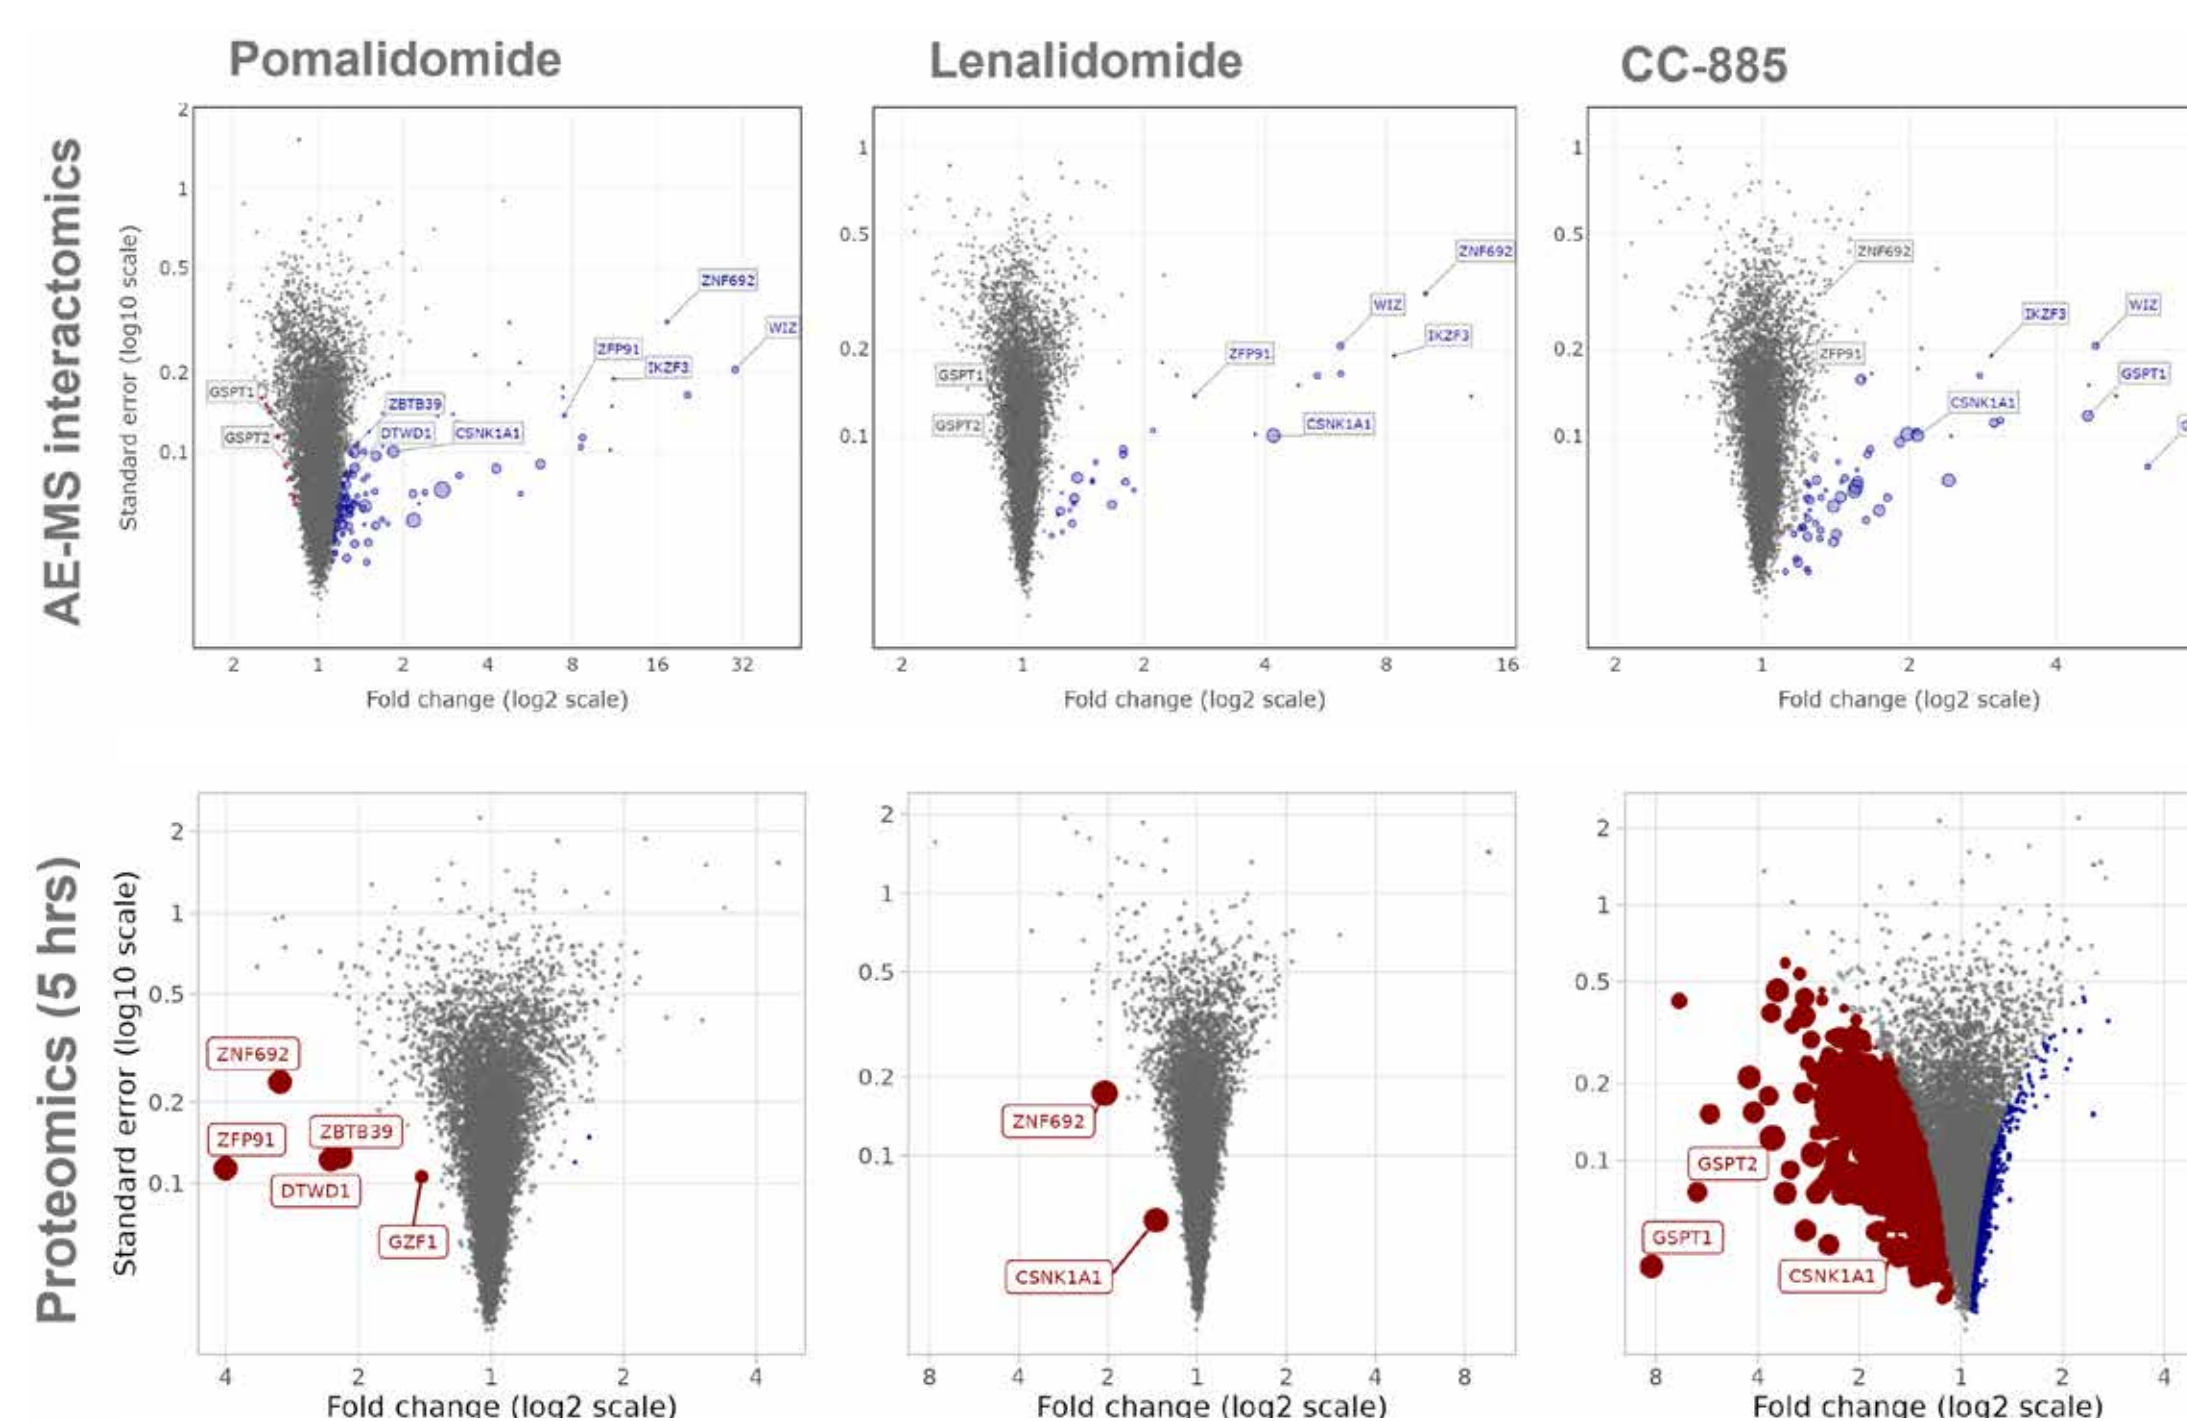 Pomalidomide
Lenalidomide
CC-885
AE-MS interactomics
Standard error (log10 scale)
2
1
0.5
0.2
0.1
ZNF692
WIZ
ZFP91
IKZF3
GSPT1
ZBTB39
GSPT2
DTWD1
CSNK1A1
2 1 2 4 8 16 32
Fold change (log2 scale)
1
0.5
0.2
0.1
ZNF692
WIZ
IKZF3
ZFP91
GSPT1
CSNK1A1
GSPT2
2 1 2 4 8 16
Fold change (log2 scale)
1
0.5
0.2
0.1
ZNF692
WIZ
IKZF3
ZFP91
GSPT1
CSNK1A1
2 1 2 4
Fold change (log2 scale)
Proteomics (5 hrs)
Standard error (log10 scale)
2
1
0.5
0.2
0.1
ZNF692
ZFP91
ZBTB39
DTWD1
GZF1
4 2 1 2 4
Fold change (log2 scale)
2
1
0.5
0.2
0.1
ZNF692
CSNK1A1
8 4 2 1 2 4 8
Fold change (log2 scale)
2
1
0.5
0.2
0.1
GSPT2
GSPT1
CSNK1A1
8 4 2 1 2 4
Fold change (log2 scale)